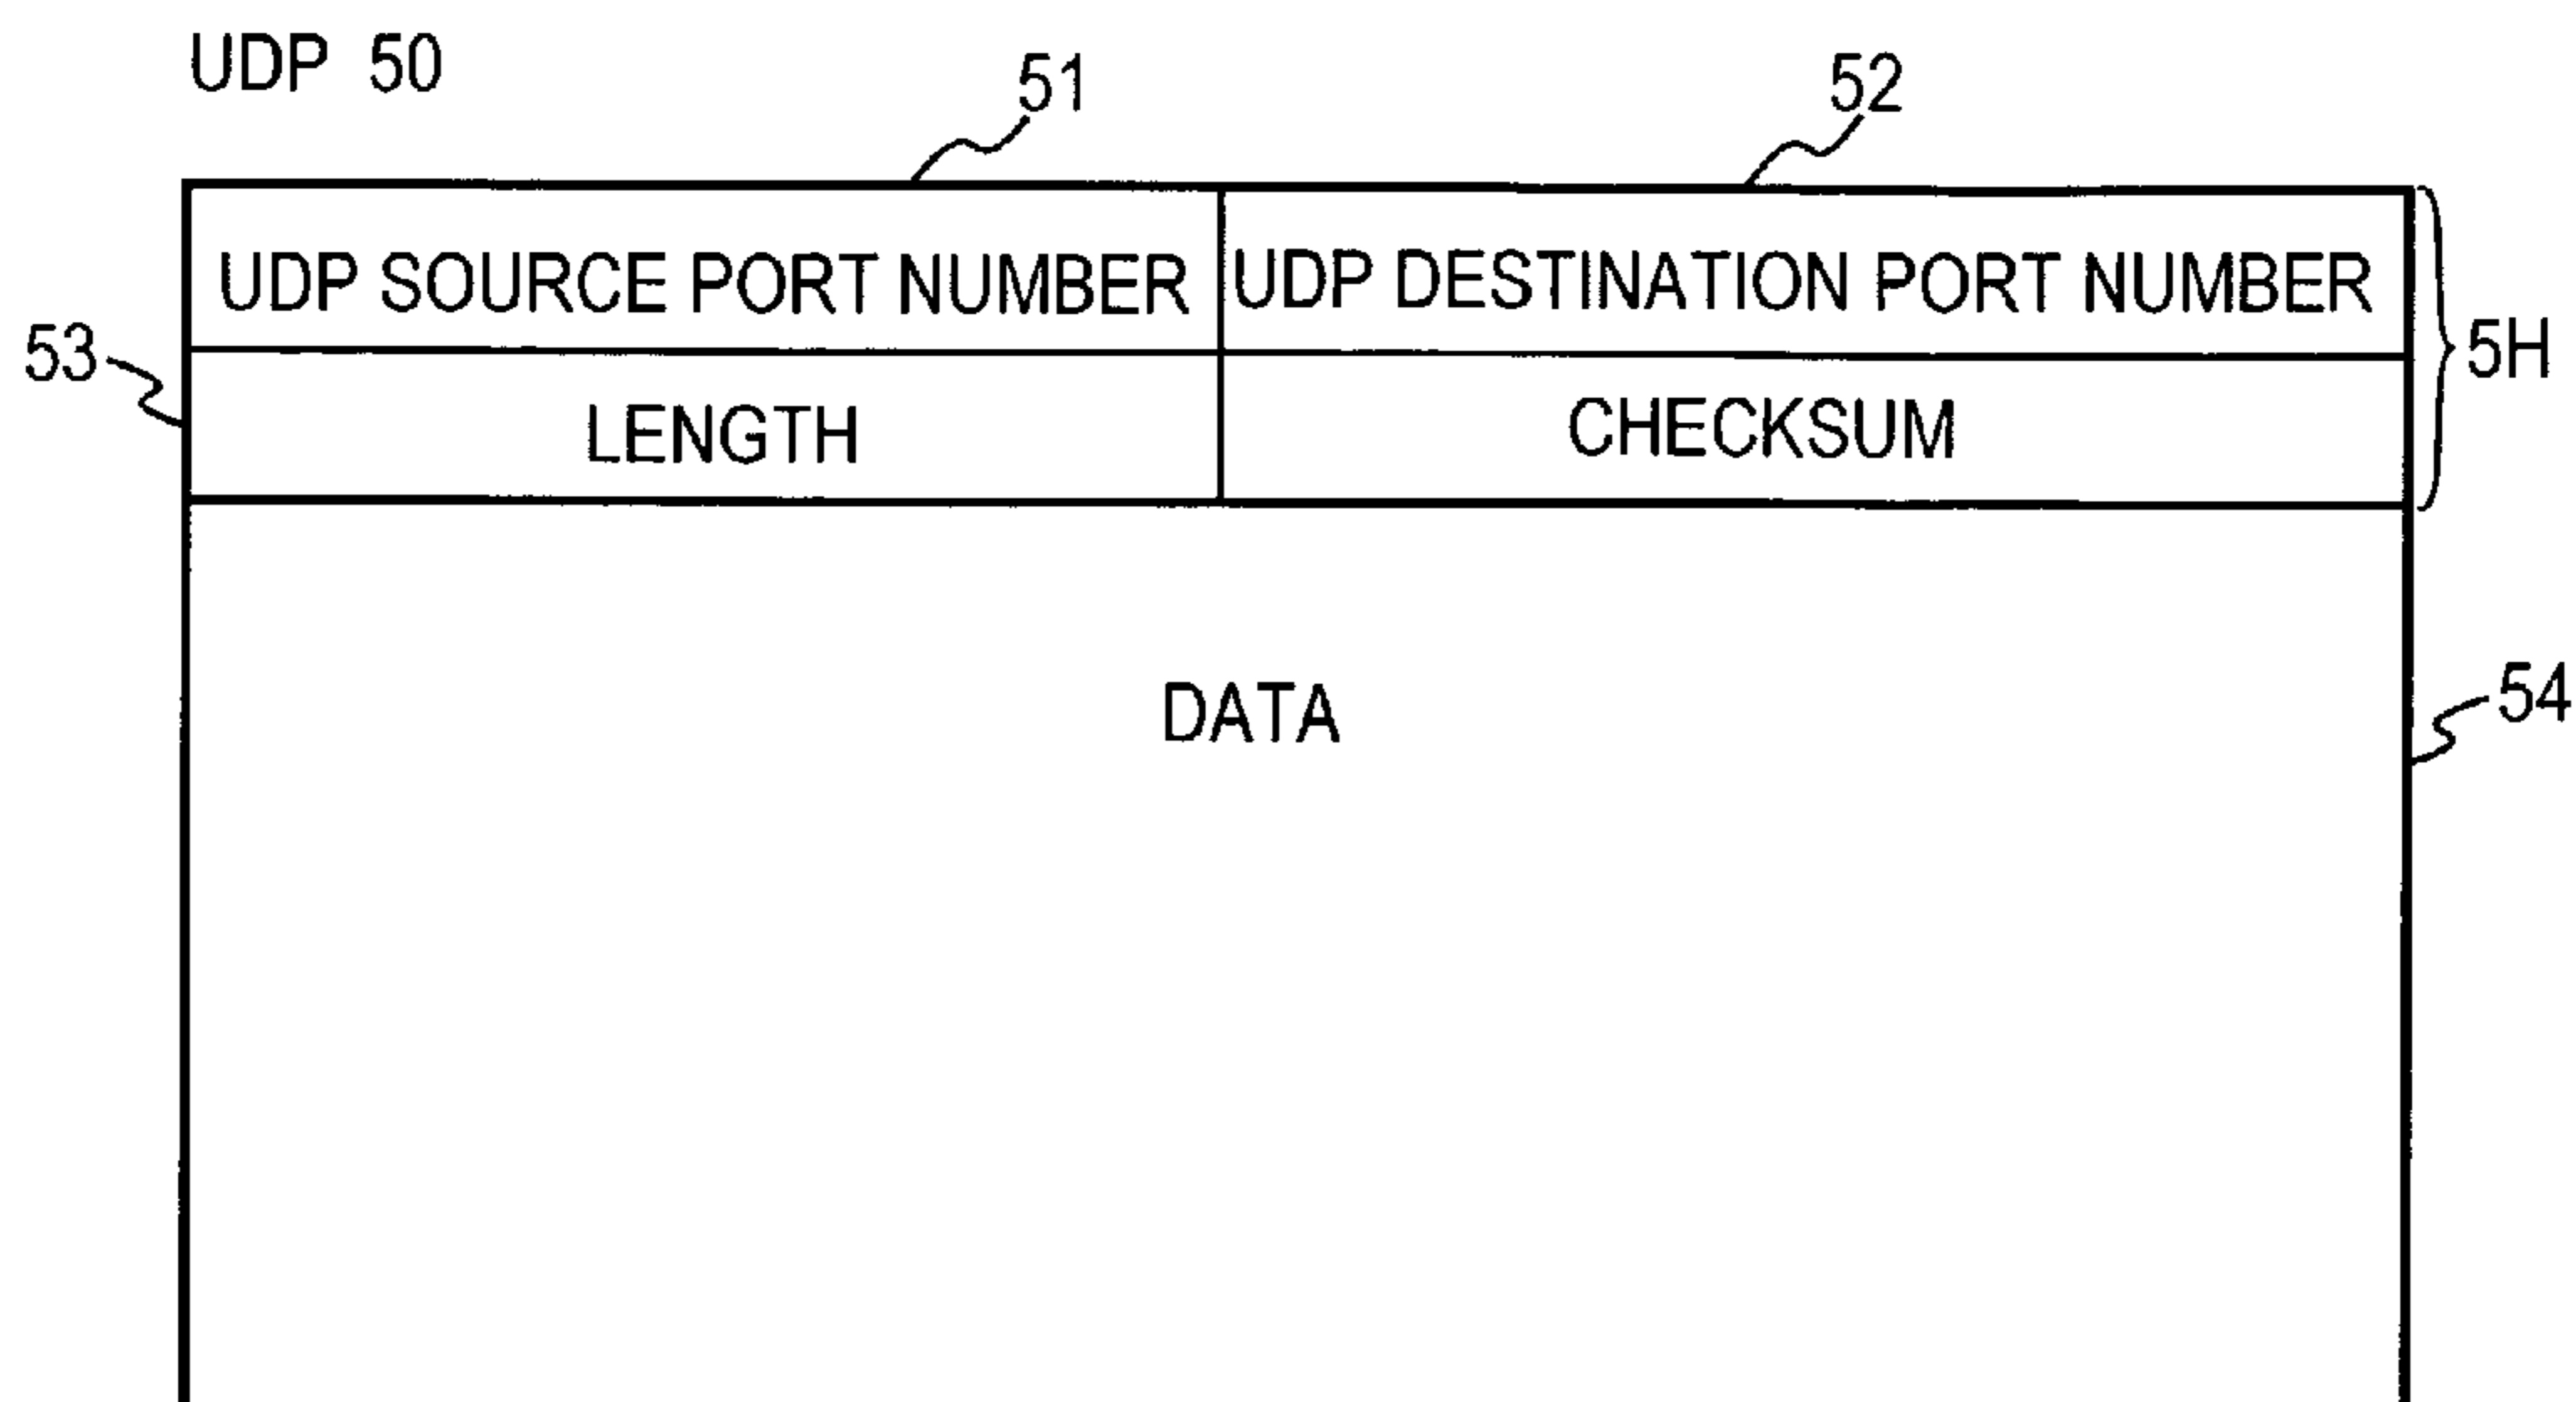 UDP 50
51
52
UDP SOURCE PORT NUMBER
UDP DESTINATION PORT NUMBER
53
5H
LENGTH
CHECKSUM
DATA
54